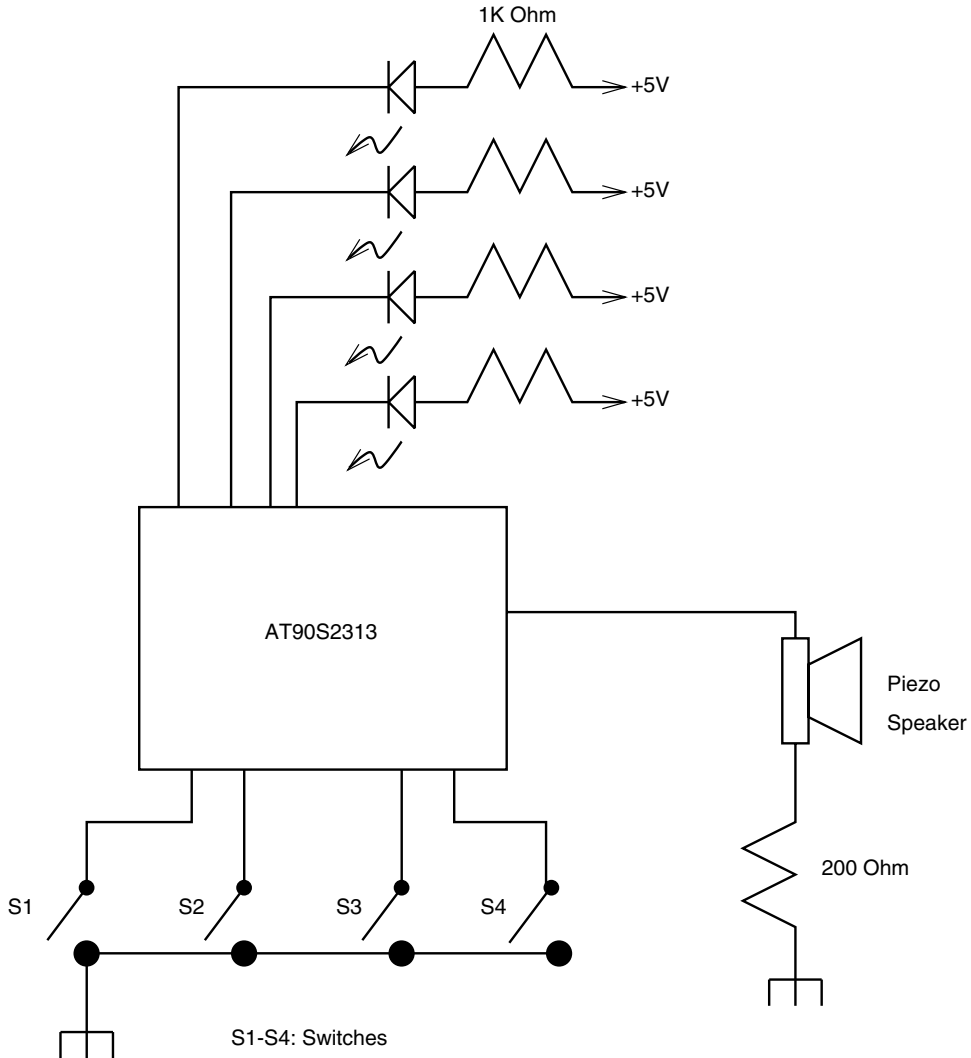 1K Ohm
+5V
+5V
+5V
+5V
AT90S2313
Piezo
Speaker
200 Ohm
S1
S2
S3
S4
S1-S4: Switches